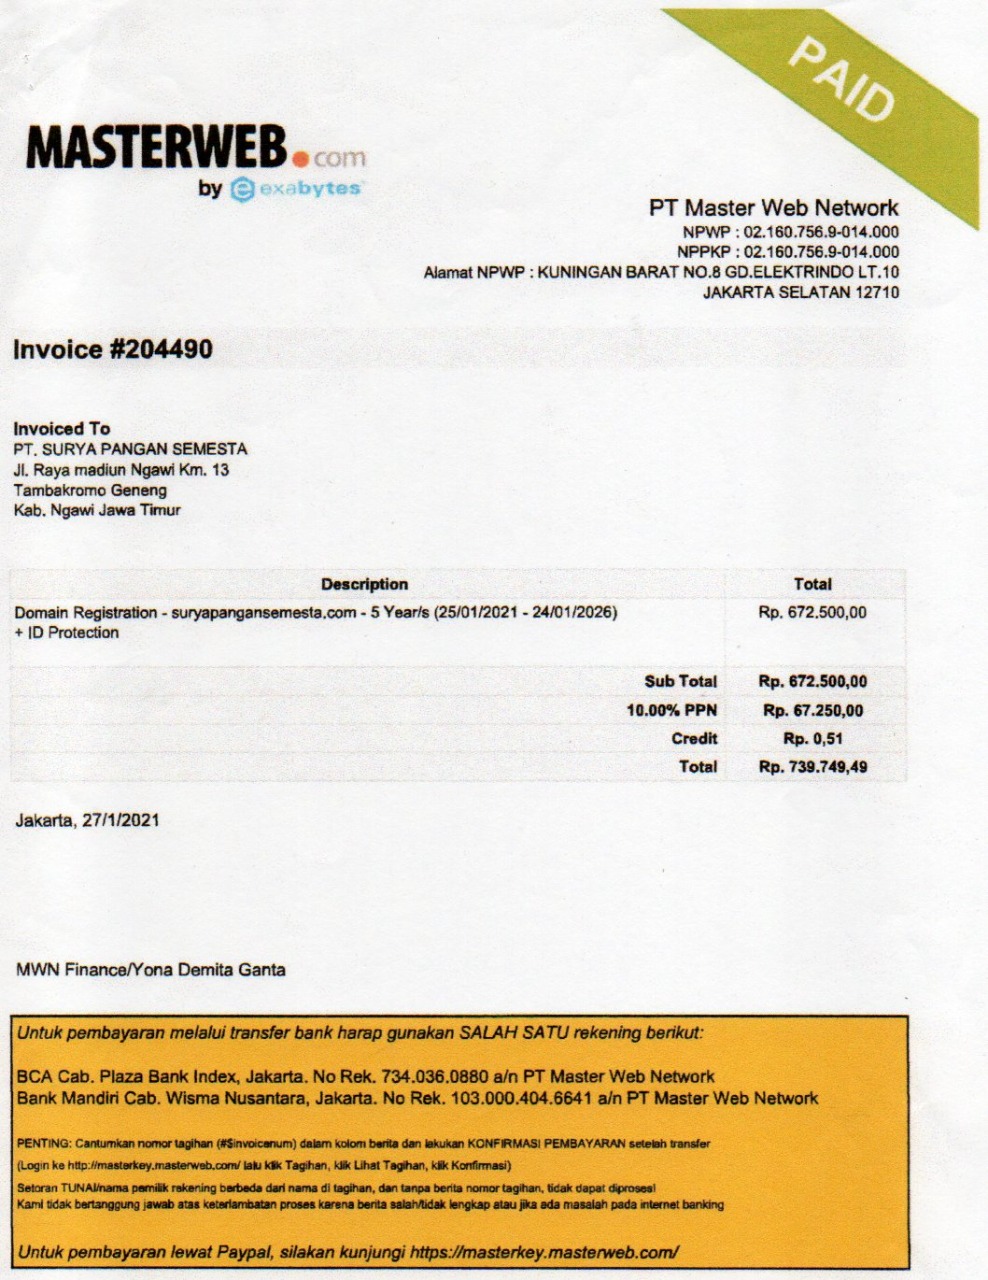 PAID
MASTERWEB.com
by exabytes
PT Master Web Network
NPWP : 02.160.756.9-014.000
NPPKP : 02.160.756.9-014.000
Alamat NPWP : KUNINGAN BARAT NO.8 GD.ELEKTRINDO LT.10
JAKARTA SELATAN 12710
Invoice #204490
Invoiced To
PT. SURYA PANGAN SEMESTA
Jl. Raya madiun Ngawi Km. 13
Tambakromo Geneng
Kab. Ngawi Jawa Timur
Description Total
Domain Registration - suryapangansemesta.com - 5 Year/s (25/01/2021 - 24/01/2026) Rp. 672.500,00
+ ID Protection
Sub Total Rp. 672.500,00
10.00% PPN Rp. 67.250,00
Credit Rp. 0,51
Total Rp. 739.749,49
Jakarta, 27/1/2021
MWN Finance/Yona Demita Ganta
Untuk pembayaran melalui transfer bank harap gunakan SALAH SATU rekening berikut:
BCA Cab. Plaza Bank Index, Jakarta. No Rek. 734.036.0880 a/n PT Master Web Network
Bank Mandiri Cab. Wisma Nusantara, Jakarta. No Rek. 103.000.404.6641 a/n PT Master Web Network
PENTING: Cantumkan nomor tagihan (#$invoicenum) dalam kolom berita dan lakukan KONFIRMASI PEMBAYARAN setelah transfer
(Login ke http://masterkey.masterweb.com/ lalu klik Tagihan, klik Lihat Tagihan, klik Konfirmasi)
Setoran TUNAI/nama pemilik rekening berbeda dari nama di tagihan, dan tanpa berita nomor tagihan, tidak dapat diproses!
Kami tidak bertanggung jawab atas keterlambatan proses karena berita salah/tidak lengkap atau jika ada masalah pada internet banking
Untuk pembayaran lewat Paypal, silakan kunjungi https://masterkey.masterweb.com/